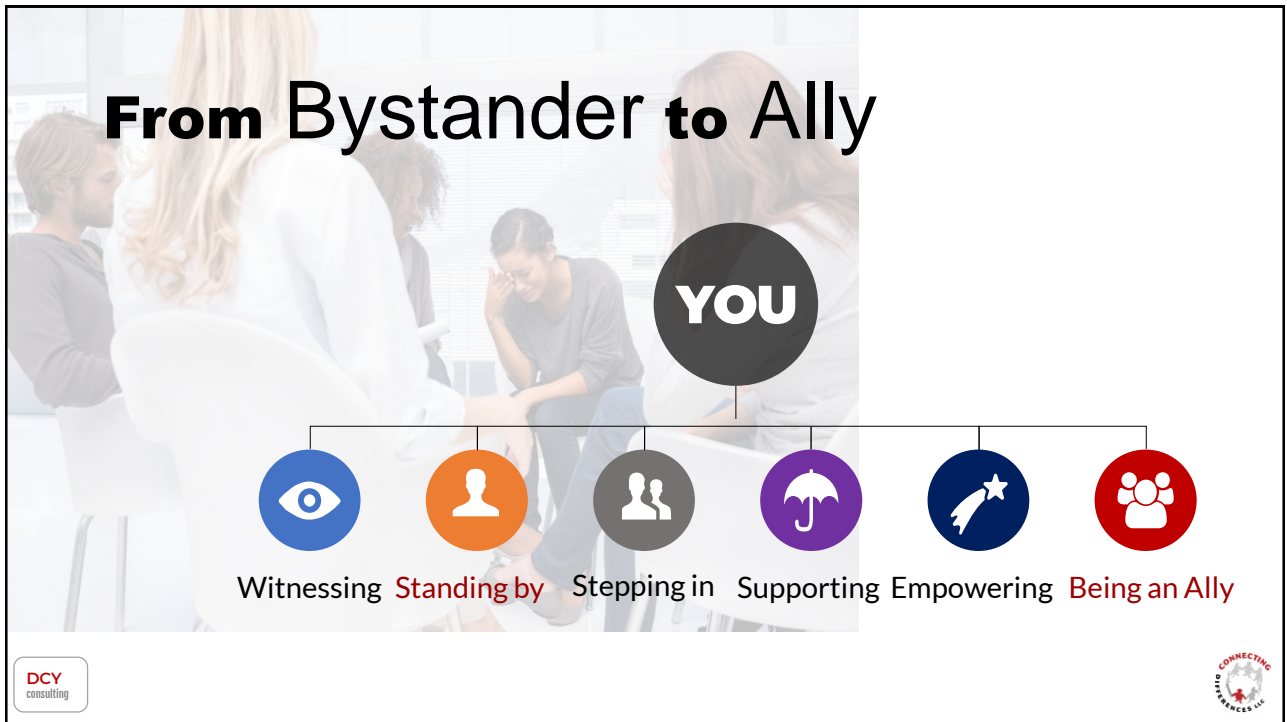 From Bystander to Ally
YOU
Witnessing Standing by Stepping in Supporting Empowering Being an Ally
DCY
consulting
CONNECTING
DIFFERENCES LLC